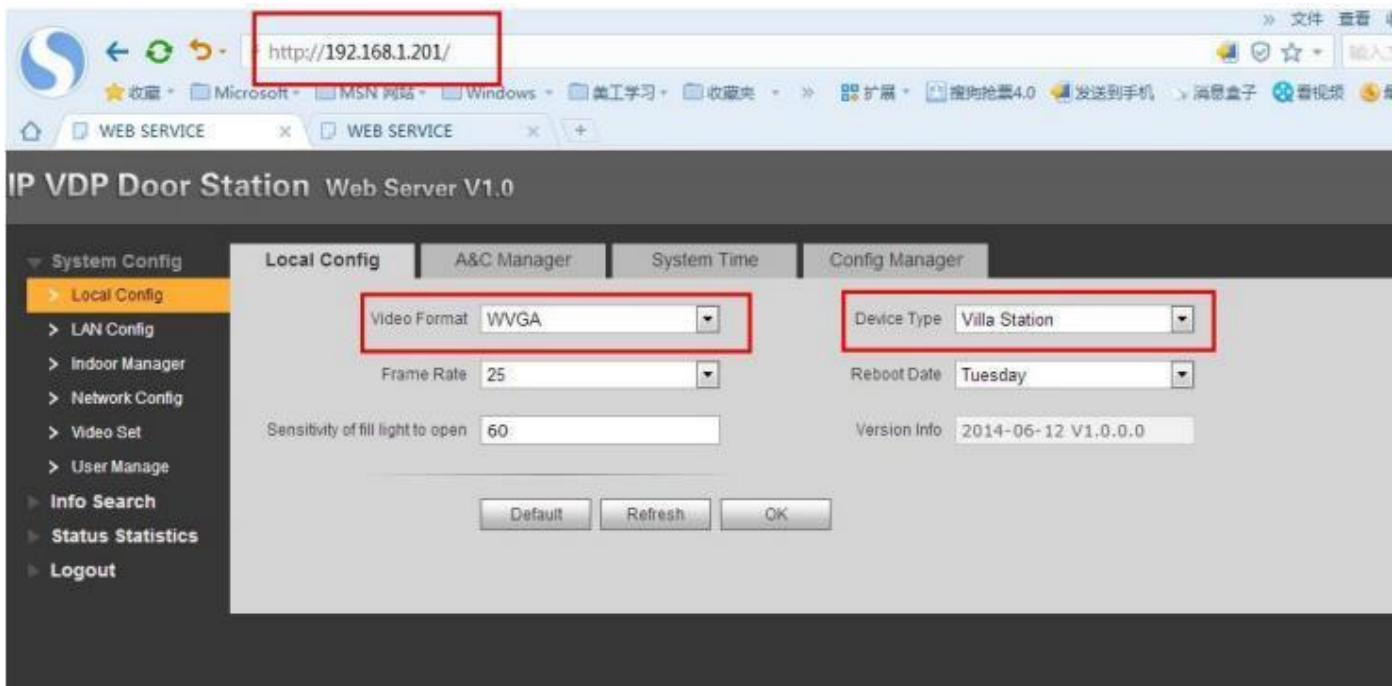 » 文件 查看
http://192.168.1.201/
收藏 Microsoft MSN 网站 Windows 美工学习 收藏夹 » 扩展 搜狗抢票4.0 发送到手机 消息盒子 看视频
WEB SERVICE × WEB SERVICE × +
IP VDP Door Station Web Server V1.0
System Config
Local Config A&C Manager System Time Config Manager
> Local Config
Video Format WVGA Device Type Villa Station
> LAN Config
> Indoor Manager
Frame Rate 25 Reboot Date Tuesday
> Network Config
> Video Set
Sensitivity of fill light to open 60 Version Info 2014-06-12 V1.0.0.0
> User Manage
Info Search
Default Refresh OK
Status Statistics
Logout